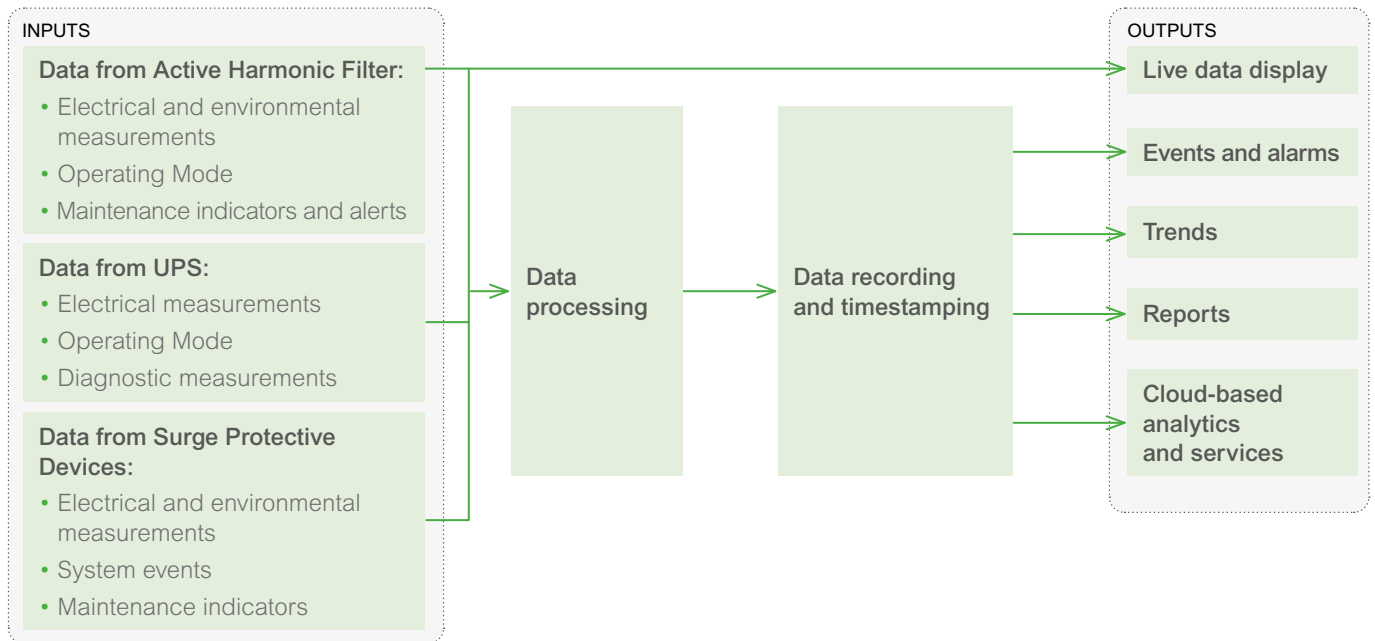 INPUTS
Data from Active Harmonic Filter:
• Electrical and environmental
measurements
• Operating Mode
• Maintenance indicators and alerts
Data from UPS:
• Electrical measurements
• Operating Mode
• Diagnostic measurements
Data from Surge Protective
Devices:
• Electrical and environmental
measurements
• System events
• Maintenance indicators
Data
processing
Data recording
and timestamping
OUTPUTS
Live data display
Events and alarms
Trends
Reports
Cloud-based
analytics
and services